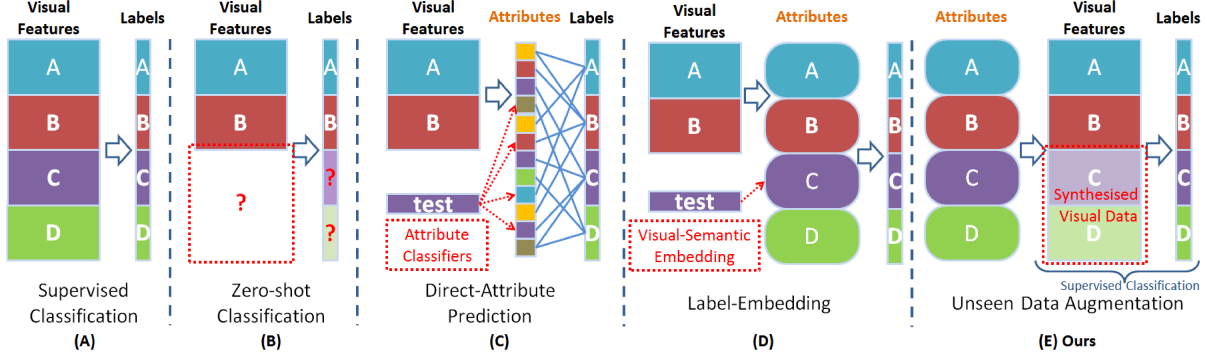 Visual
Features
Labels
A
B
C
D
A
B
C
D
Supervised
Classification
(A)
Visual
Features
Labels
A
B
?
A
B
?
?
Zero-shot
Classification
(B)
Visual
Features
Attributes
Labels
A
B
test
Attribute
Classifiers
A
B
C
D
Direct-Attribute
Prediction
(C)
Visual
Features
Attributes
Labels
A
B
test
Visual-Semantic
Embedding
A
B
C
D
A
B
C
D
Label-Embedding
(D)
Attributes
Visual
Features
Labels
A
B
C
D
A
B
C
Synthesised
Visual Data
D
A
B
C
D
Supervised Classification
Unseen Data Augmentation
(E) Ours